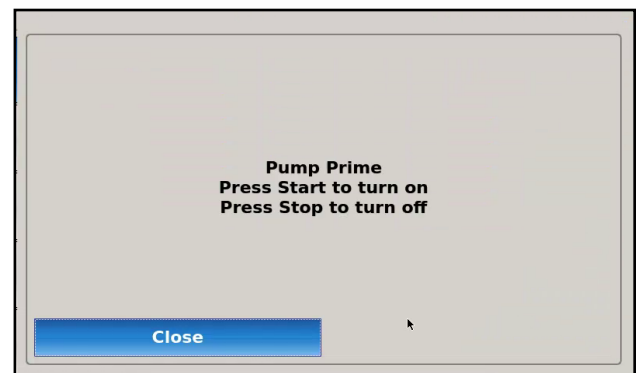 Pump Prime
Press Start to turn on
Press Stop to turn off
Close